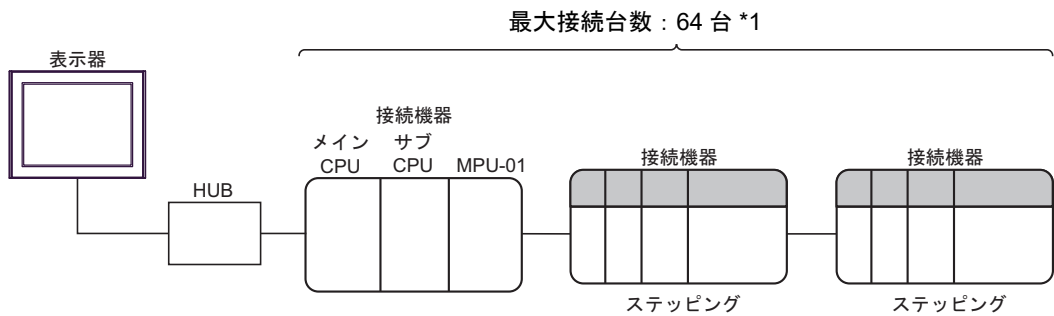 最大接続台数：64 台 *1
表示器
接続機器
メイン サブ
CPU CPU MPU-01
HUB
接続機器
接続機器
ステッピング
ステッピング